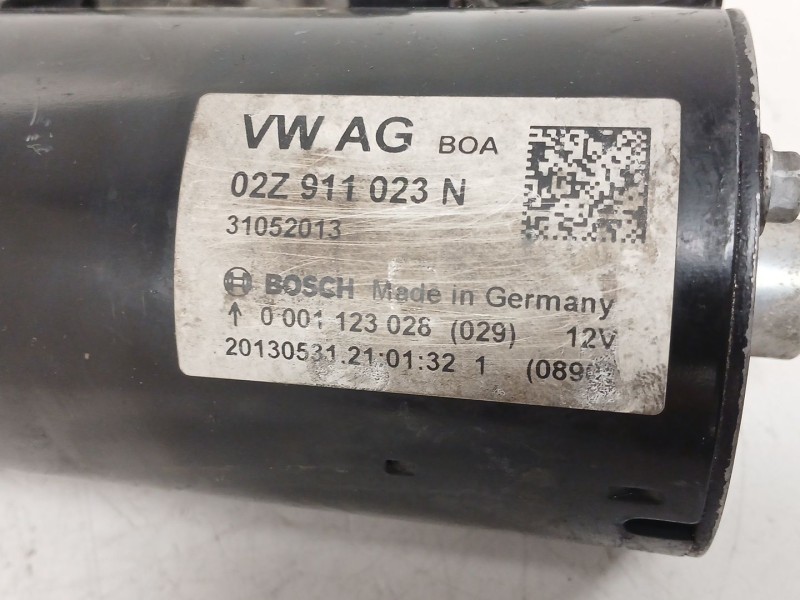 VW AG BOA
02Z 911 023 N
31052013
BOSCH Made in Germany
↑ 0 001 123 028 (029) 12V
20130531.21:01:32 1